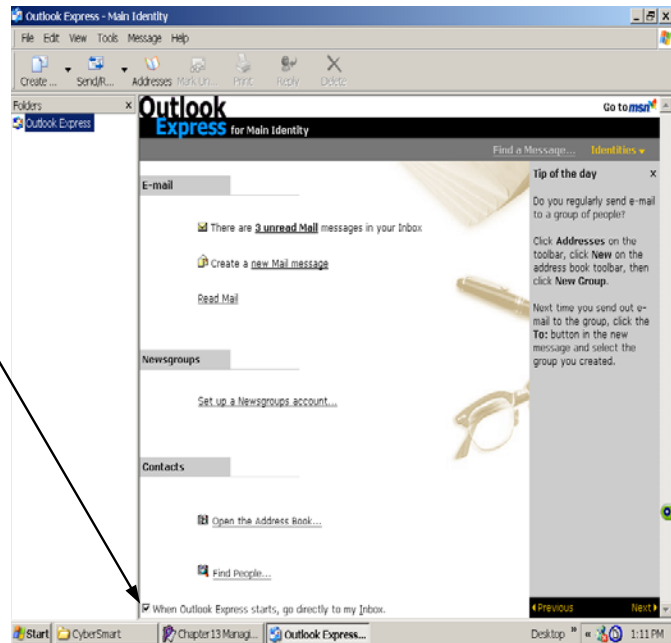 Outlook Express - Main Identity
File Edit View Tools Message Help
Create ... Send/R... Addresses Mark Un... Print Reply Delete
Folders x
Outlook Express
Outlook
Express for Main Identity
Go to msn
Find a Message... Identities
E-mail
There are 3 unread Mail messages in your Inbox
Create a new Mail message
Read Mail
Newsgroups
Set up a Newsgroups account...
Contacts
Open the Address Book...
Find People...
When Outlook Express starts, go directly to my Inbox.
Tip of the day x
Do you regularly send e-mail
to a group of people?
Click Addresses on the
toolbar, click New on the
address book toolbar, then
click New Group.
Next time you send out e-
mail to the group, click the
To: button in the new
message and select the
group you created.
Previous Next
Start CyberSmart Chapter 13 Managi... Outlook Express... Desktop » « 1:11 PM